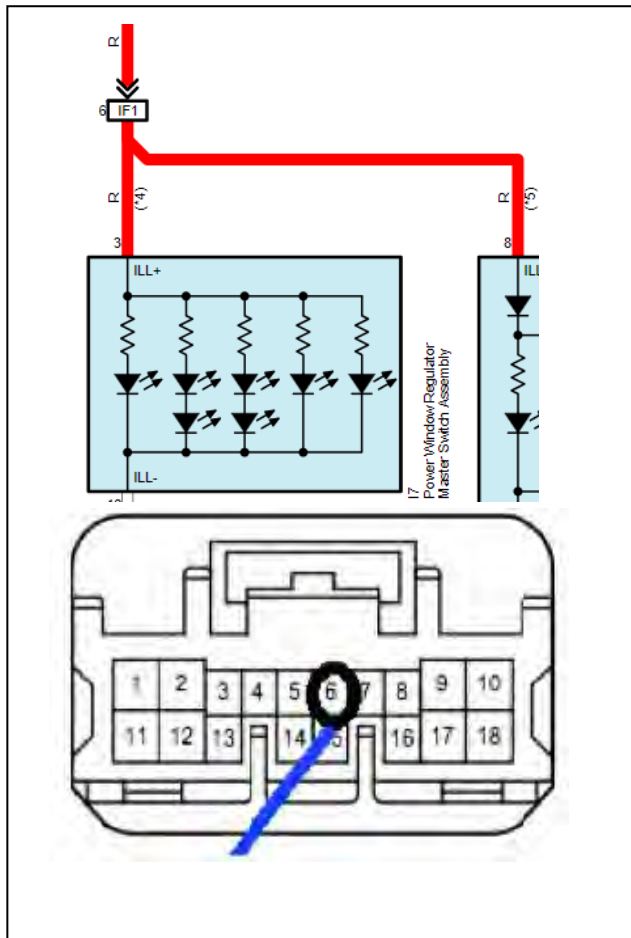 R
6 IF1
R (*4)
R (*5)
3
8
ILL+
ILL-
I7
Power Window Regulator
Master Switch Assembly
1 2 3 4 5 6 7 8 9 10
11 12 13 14 15 16 17 18